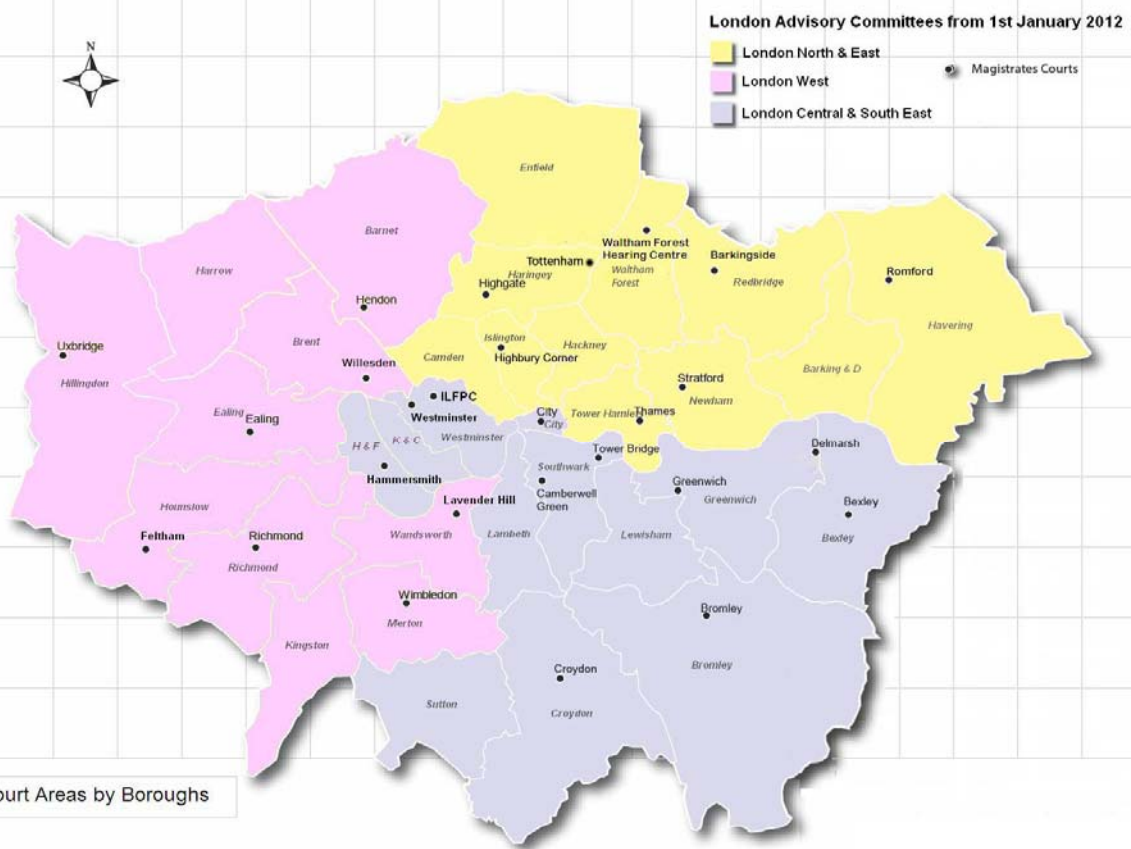 London Advisory Committees from 1st January 2012
London North & East
Magistrates Courts
London West
London Central & South East
N
Enfield
Barnet
Waltham Forest
Hearing Centre
Barkingside
Tottenham
Haringey
Waltham
Forest
Redbridge
Romford
Harrow
Highgate
Hendon
Havering
Islington
Hackney
Brent
Uxbridge
Camden
Highbury Corner
Willesden
Barking & D
Hillingdon
Stratford
ILFPC
Newham
Ealing
Ealing
Westminster
City
City
Tower Hamlets
Thames
Westminster
H & F
K & C
Delmarsh
Tower Bridge
Southwark
Hammersmith
Greenwich
Camberwell
Green
Greenwich
Lavender Hill
Bexley
Hounslow
Wandsworth
Lambeth
Lewisham
Bexley
Feltham
Richmond
Richmond
Wimbledon
Merton
Bromley
Kingston
Croydon
Bromley
Sutton
Croydon
ourt Areas by Boroughs